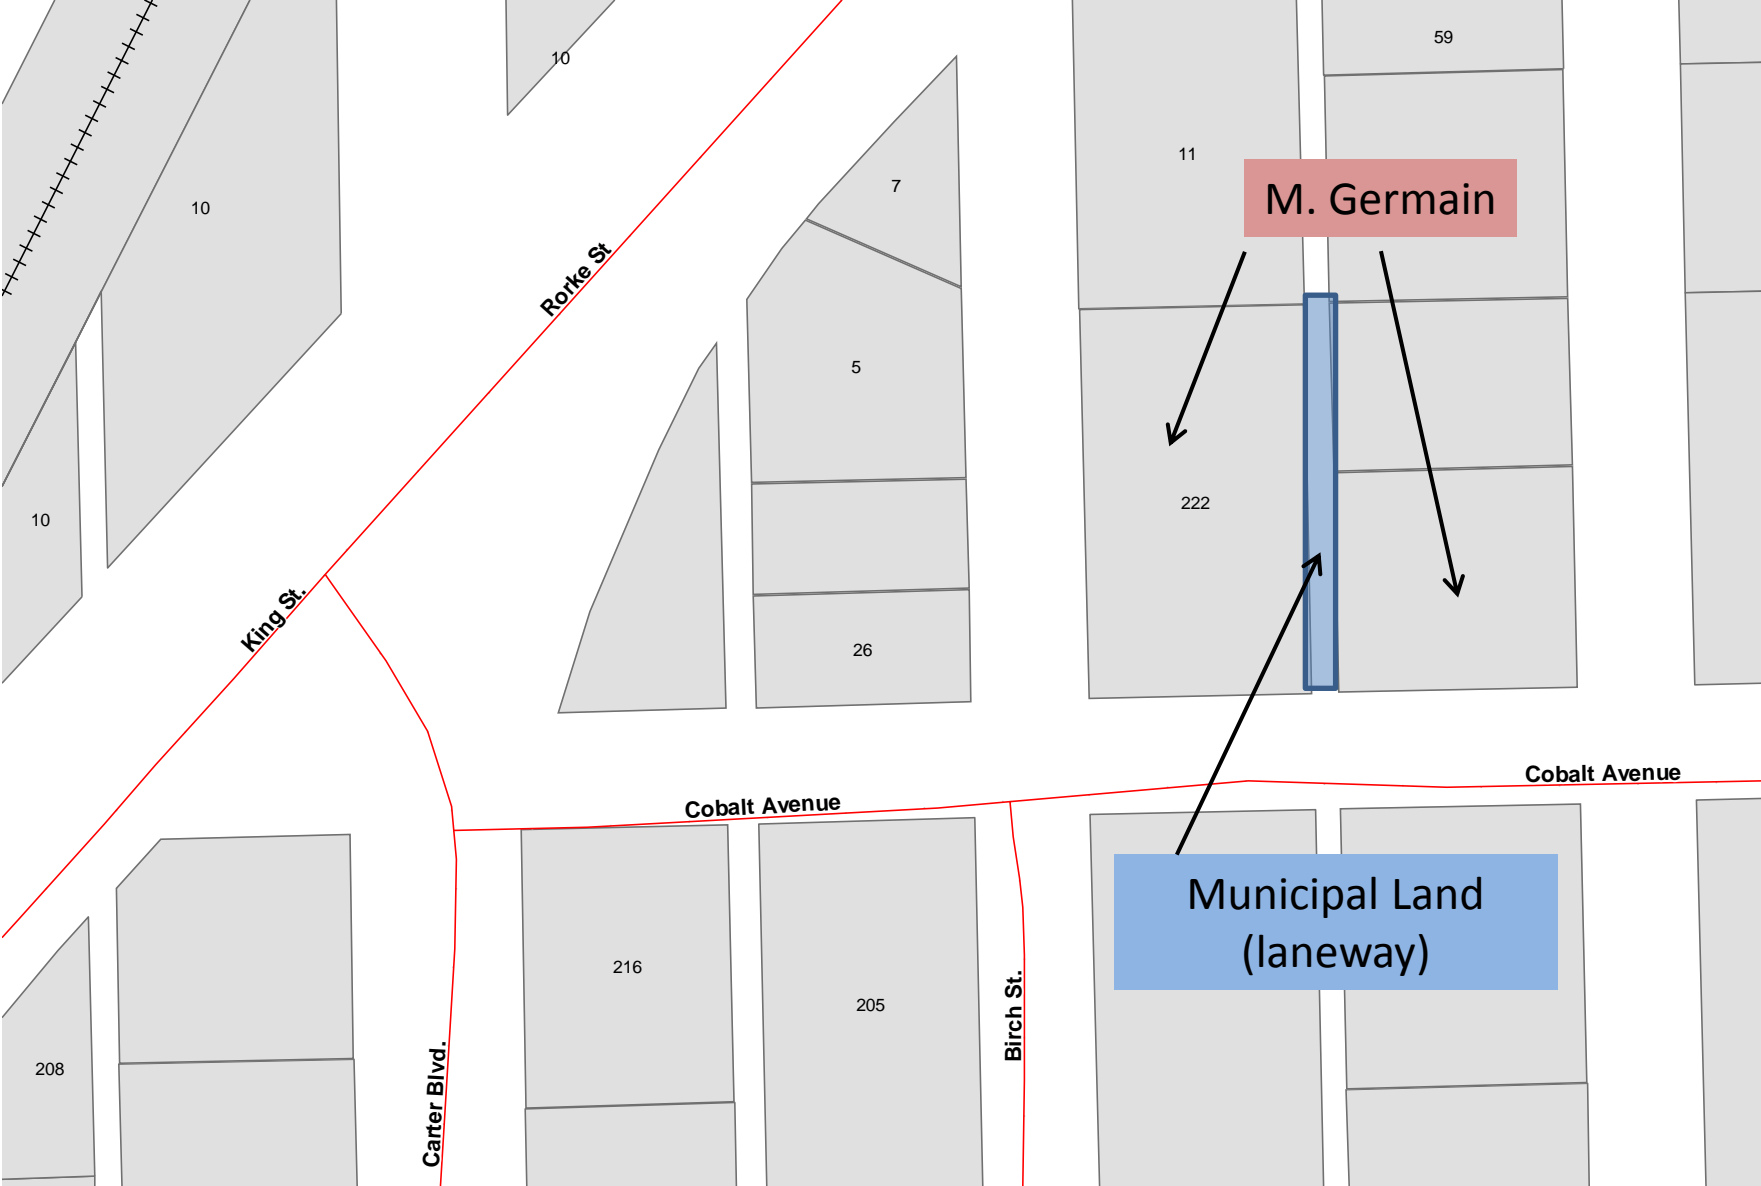 59
10
11
7
M. Germain
10
Rorke St
5
222
10
King St.
26
Cobalt Avenue
Cobalt Avenue
Municipal Land
(laneway)
216
205
Birch St.
208
Carter Blvd.